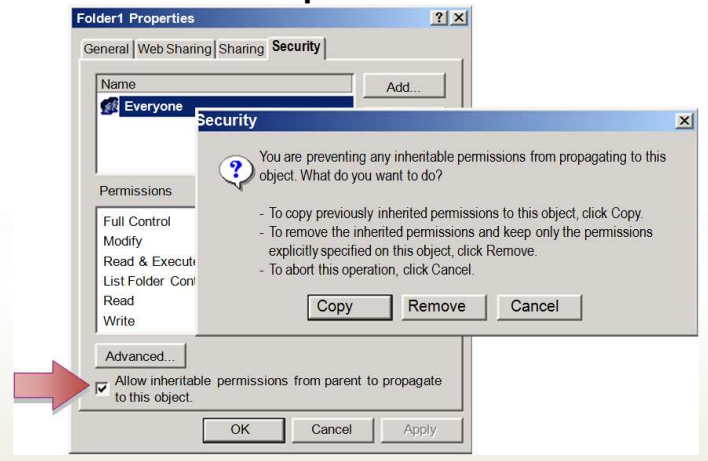 Folder1 Properties
General Web Sharing Sharing Security
Name
Add...
Everyone
Security
You are preventing any inheritable permissions from propagating to this
object. What do you want to do?
- To copy previously inherited permissions to this object, click Copy.
- To remove the inherited permissions and keep only the permissions
explicitly specified on this object, click Remove.
- To abort this operation, click Cancel.
Copy Remove Cancel
Permissions
Full Control
Modify
Read & Execute
List Folder Con
Read
Write
Advanced...
Allow inheritable permissions from parent to propagate
to this object.
OK Cancel Apply